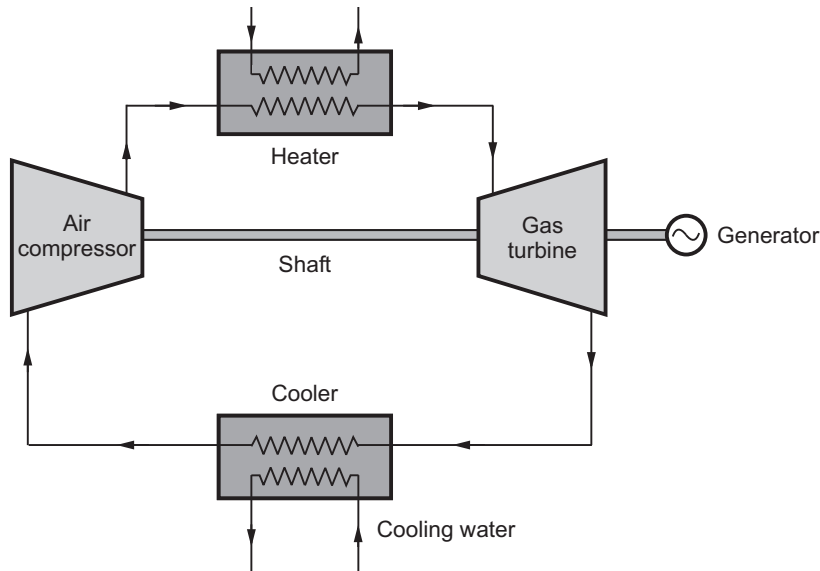 Heater
Air
compressor
Shaft
Gas
turbine
Generator
Cooler
Cooling water